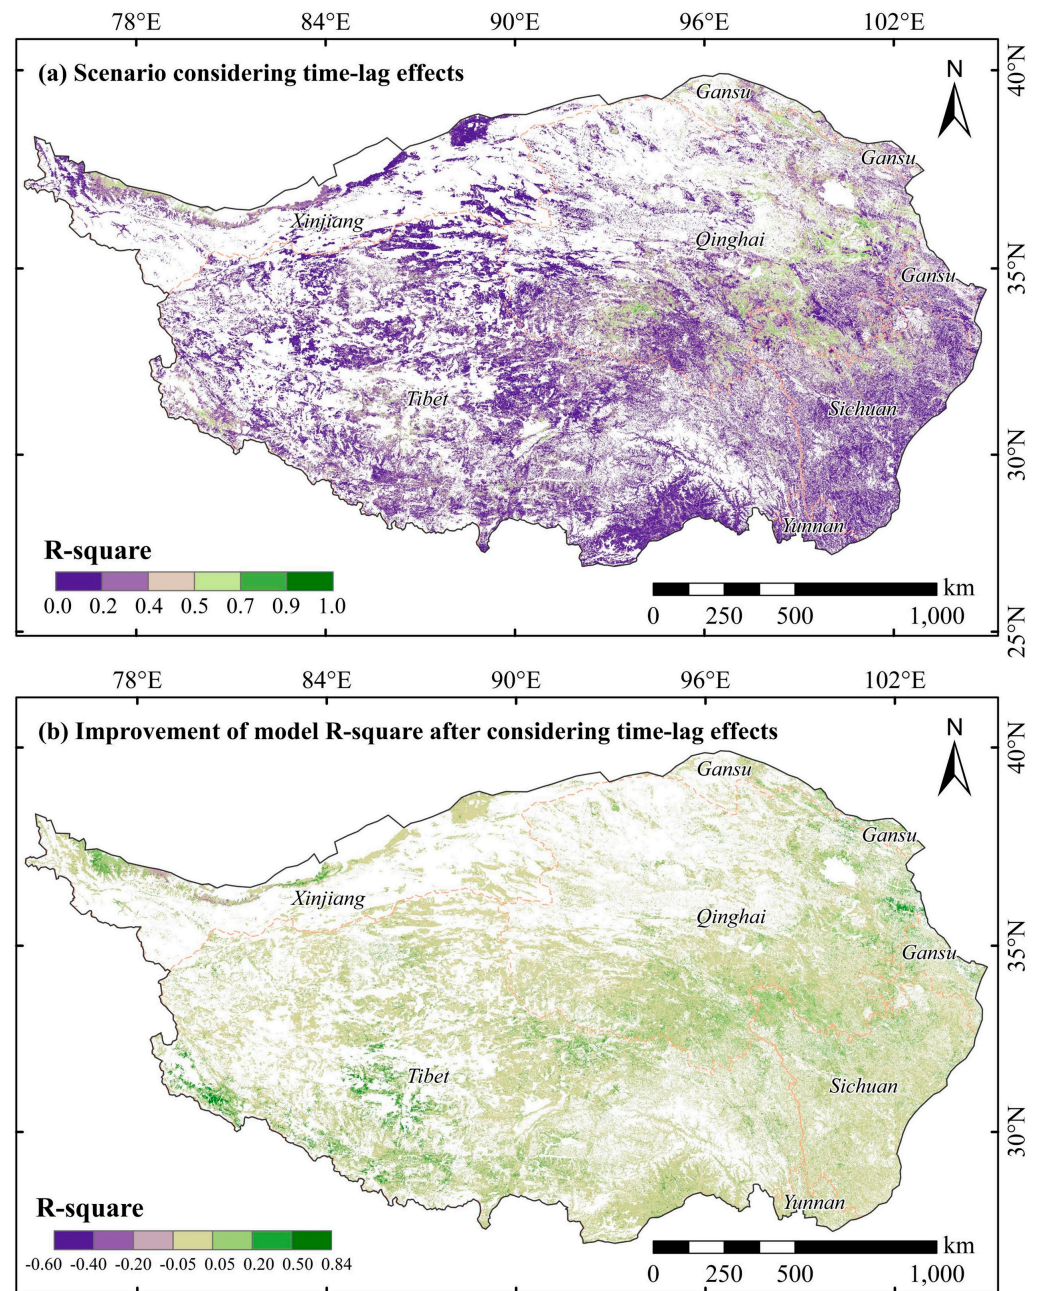 78°E 84°E 90°E 96°E 102°E
(a) Scenario considering time-lag effects
N
40°N
Gansu
Gansu
Xinjiang
Qinghai
Gansu
35°N
Tibet
Sichuan
30°N
Yunnan
R-square
0.0 0.2 0.4 0.5 0.7 0.9 1.0
km
0 250 500 1,000
25°N
78°E 84°E 90°E 96°E 102°E
(b) Improvement of model R-square after considering time-lag effects
N
40°N
Gansu
Gansu
Xinjiang
Qinghai
Gansu
35°N
Tibet
Sichuan
30°N
Yunnan
R-square
-0.60 -0.40 -0.20 -0.05 0.05 0.20 0.50 0.84
km
0 250 500 1,000